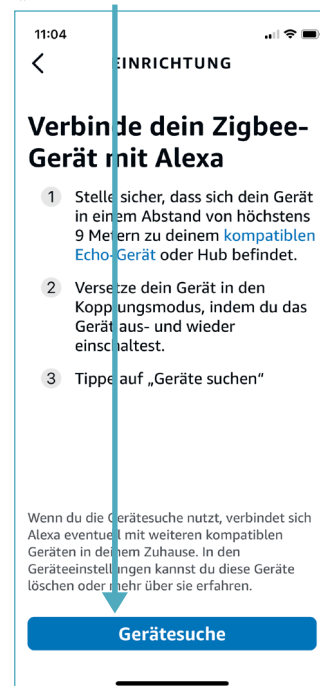 11:04
EINRICHTUNG
Verbinde dein Zigbee-
Gerät mit Alexa
1 Stelle sicher, dass sich dein Gerät
in einem Abstand von höchstens
9 Metern zu deinem kompatiblen
Echo-Gerät oder Hub befindet.
2 Versetze dein Gerät in den
Kopplungsmodus, indem du das
Gerät aus- und wieder
einschaltest.
3 Tippe auf „Geräte suchen“
Wenn du die Gerätesuche nutzt, verbindet sich
Alexa eventuell mit weiteren kompatiblen
Geräten in deinem Zuhause. In den
Geräteeinstellungen kannst du diese Geräte
löschen oder mehr über sie erfahren.
Gerätesuche